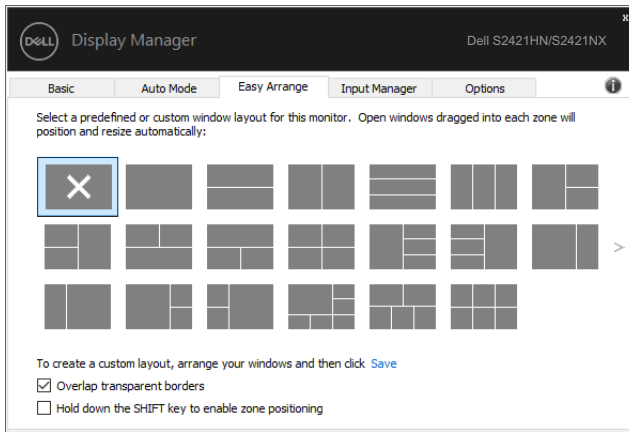 x
DELL Display Manager Dell S2421HN/S2421NX
Basic Auto Mode Easy Arrange Input Manager Options
Select a predefined or custom window layout for this monitor. Open windows dragged into each zone will
position and resize automatically:
>
To create a custom layout, arrange your windows and then click Save
Overlap transparent borders
Hold down the SHIFT key to enable zone positioning